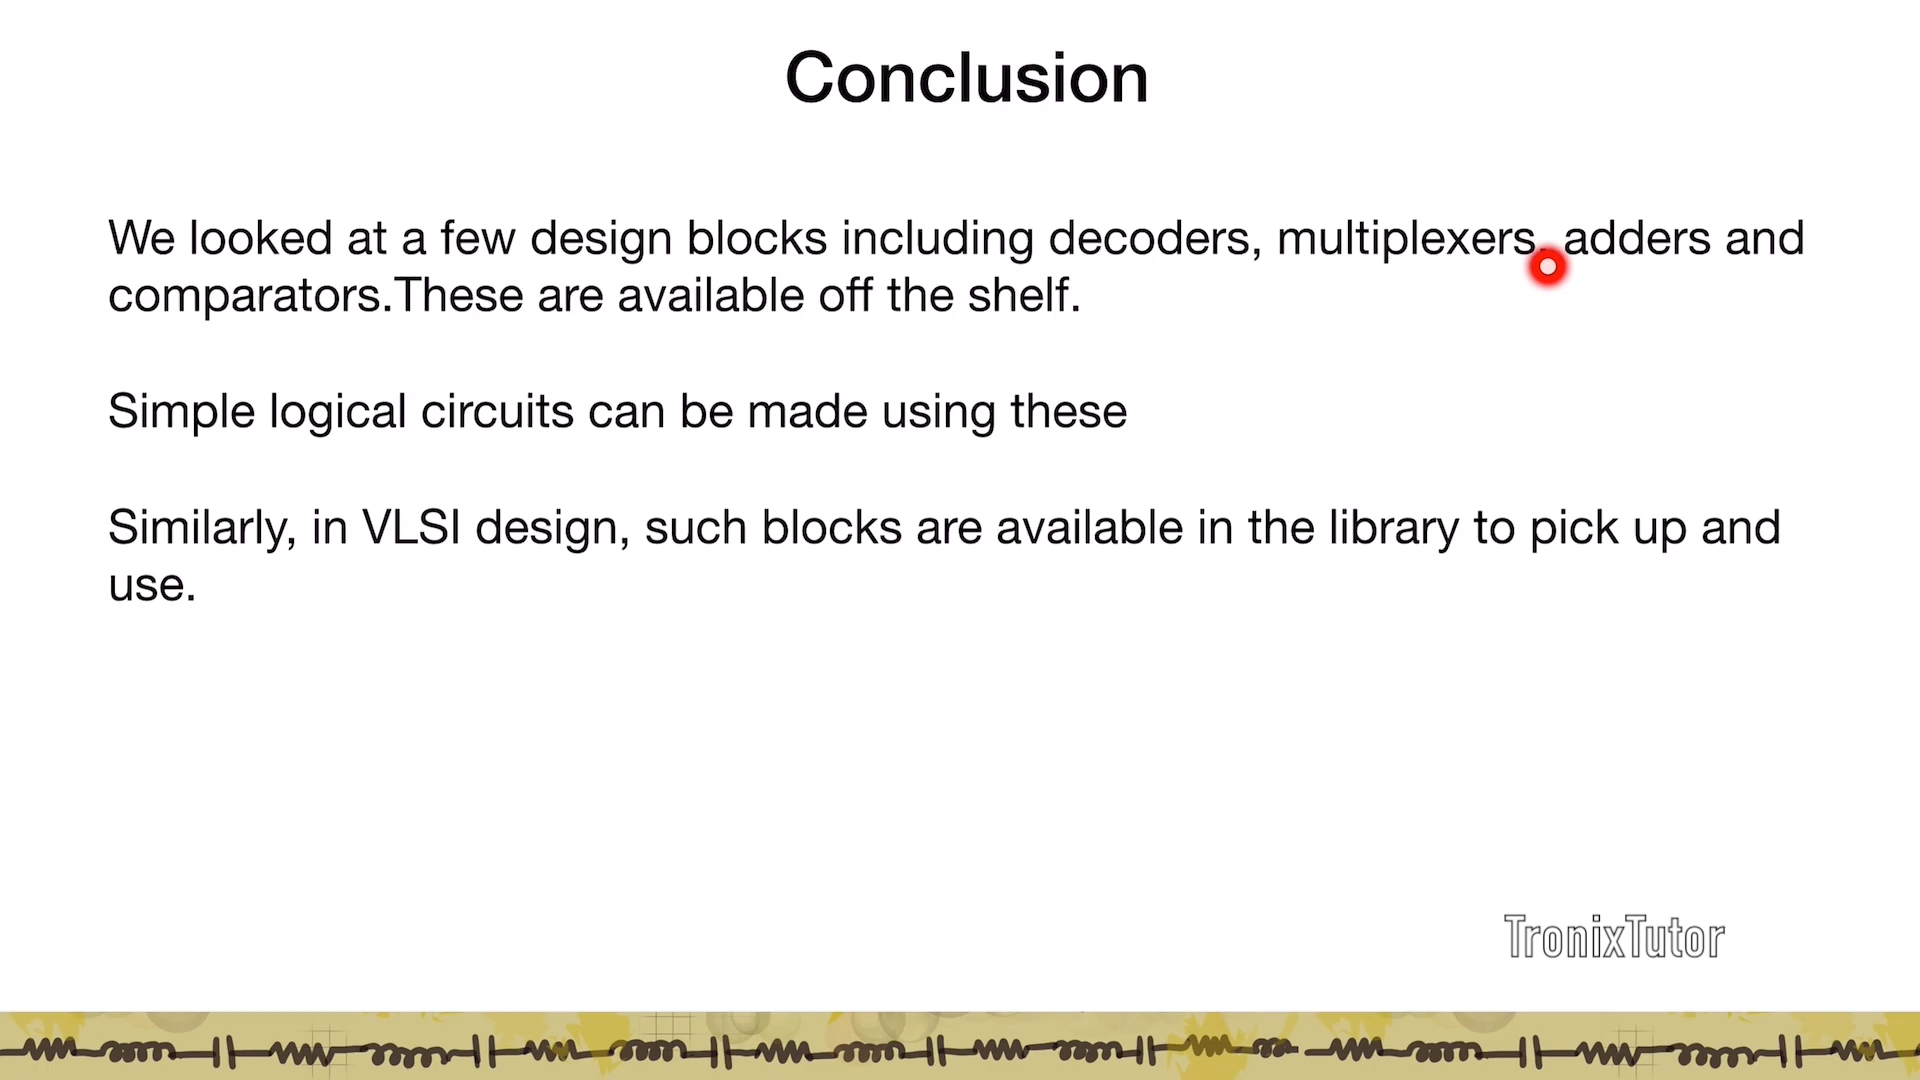 Conclusion
We looked at a few design blocks including decoders, multiplexers, adders and
comparators.These are available off the shelf.
Simple logical circuits can be made using these
Similarly, in VLSI design, such blocks are available in the library to pick up and
use.
TronixTutor